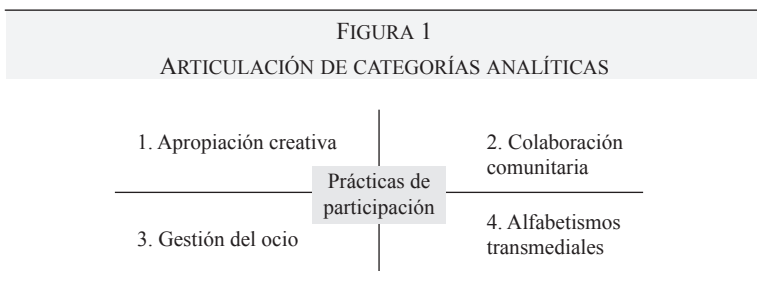 FIGURA 1
ARTICULACIÓN DE CATEGORÍAS ANALÍTICAS
1. Apropiación creativa
2. Colaboración
comunitaria
Prácticas de
participación
3. Gestión del ocio
4. Alfabetismos
transmediales